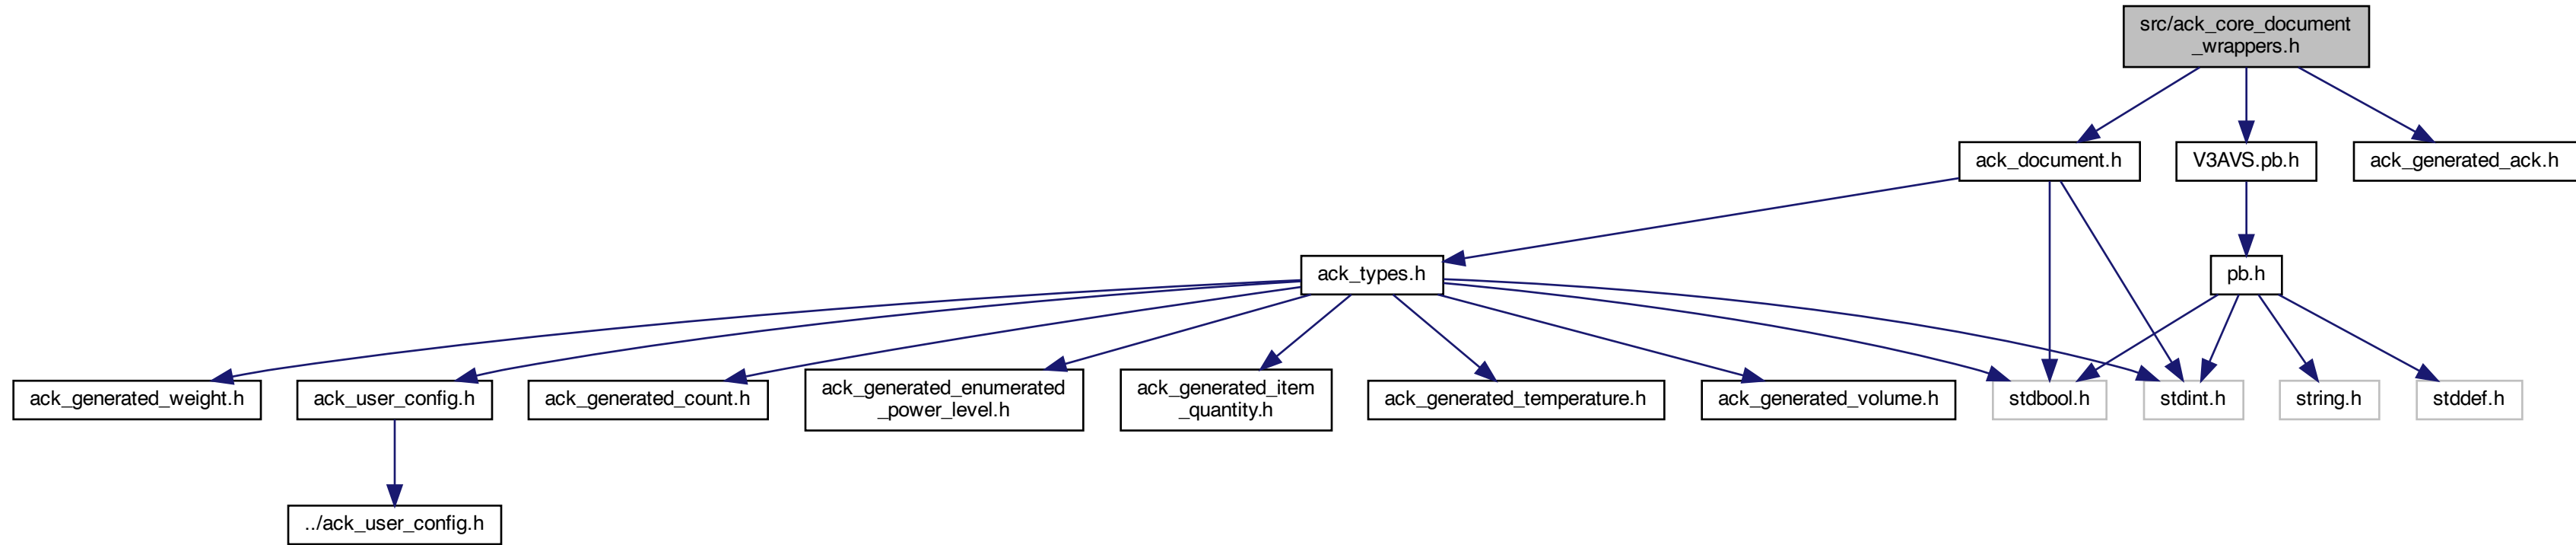 src/ack_core_document
_wrappers.h
ack_document.h
V3AVS.pb.h
ack_generated_ack.h
ack_types.h
pb.h
ack_generated_weight.h
ack_user_config.h
ack_generated_count.h
ack_generated_enumerated
_power_level.h
ack_generated_item
_quantity.h
ack_generated_temperature.h
ack_generated_volume.h
stdbool.h
stdint.h
string.h
stddef.h
../ack_user_config.h